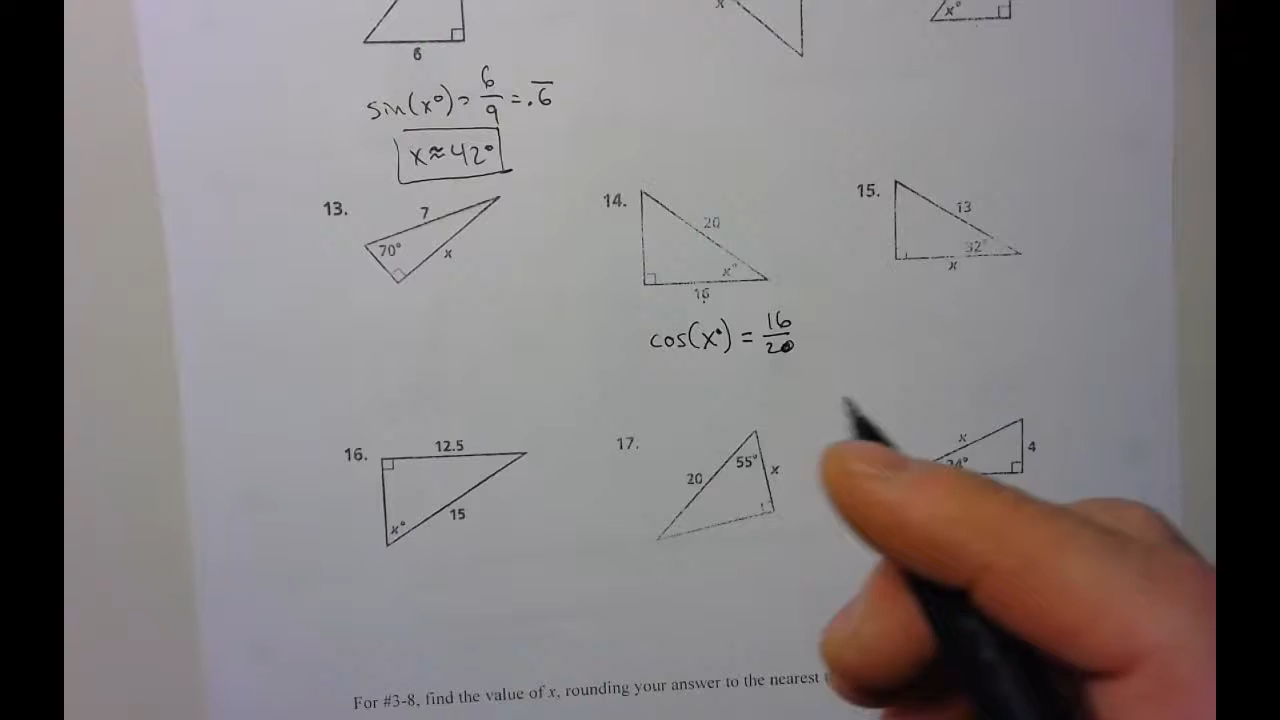 x
x°
6
sin(x°) = 6/9 = .6̅
x ≈ 42°
13.
7
70°
x
14.
20
x°
16
cos(x°) = 16/20
15.
13
32°
x
16.
12.5
15
x°
17.
20
55°
x
x
4
24°
For #3-8, find the value of x, rounding your answer to the nearest